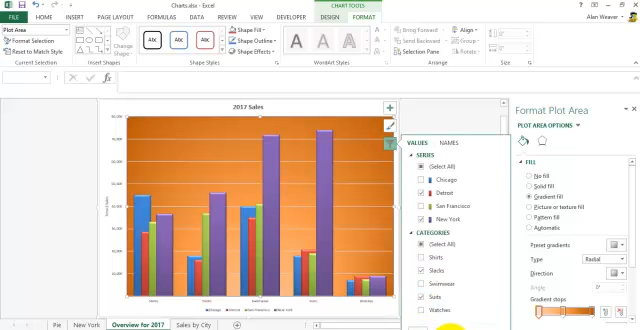 Charts.xlsx - Excel
CHART TOOLS
FILE HOME INSERT PAGE LAYOUT FORMULAS DATA REVIEW VIEW DEVELOPER DESIGN FORMAT Alan Weaver
Plot Area
Format Selection
Reset to Match Style
Current Selection
Change Shape
Insert Shapes
Abc Abc Abc
Shape Fill
Shape Outline
Shape Effects
Shape Styles
A A A
WordArt Styles
Bring Forward
Send Backward
Selection Pane
Align
Group
Rotate
Arrange
0"
0"
Size
fx
2017 Sales
VALUES NAMES
SERIES
(Select All)
Chicago
Detroit
San Francisco
New York
CATEGORIES
(Select All)
Shirts
Slacks
Swimwear
Suits
Watches
Format Plot Area
PLOT AREA OPTIONS
FILL
No fill
Solid fill
Gradient fill
Picture or texture fill
Pattern fill
Automatic
Preset gradients
Type Radial
Direction
Angle 0°
Gradient stops
Pie New York Overview for 2017 Sales by City